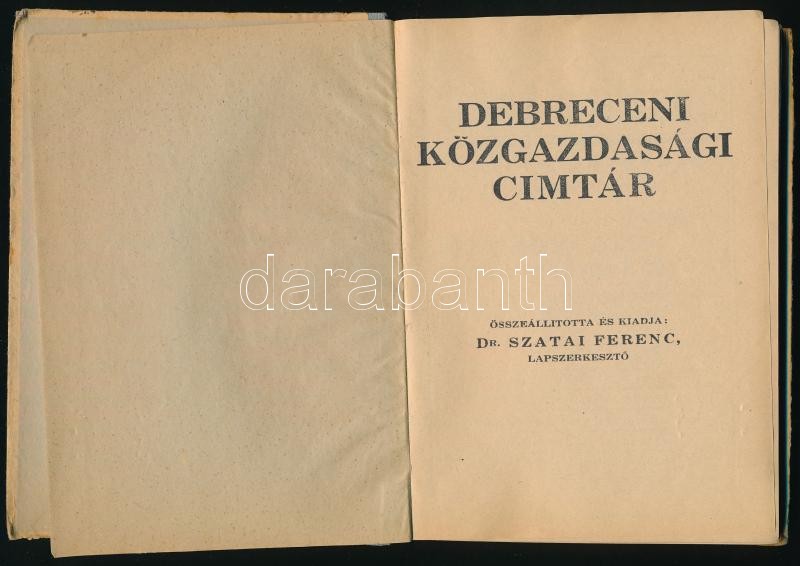 DEBRECENI
KÖZGAZDASÁGI
CIMTÁR
darabanth
ÖSSZEÁLLITOTTA ÉS KIADJA:
DR. SZATAI FERENC,
LAPSZERKESZTŐ